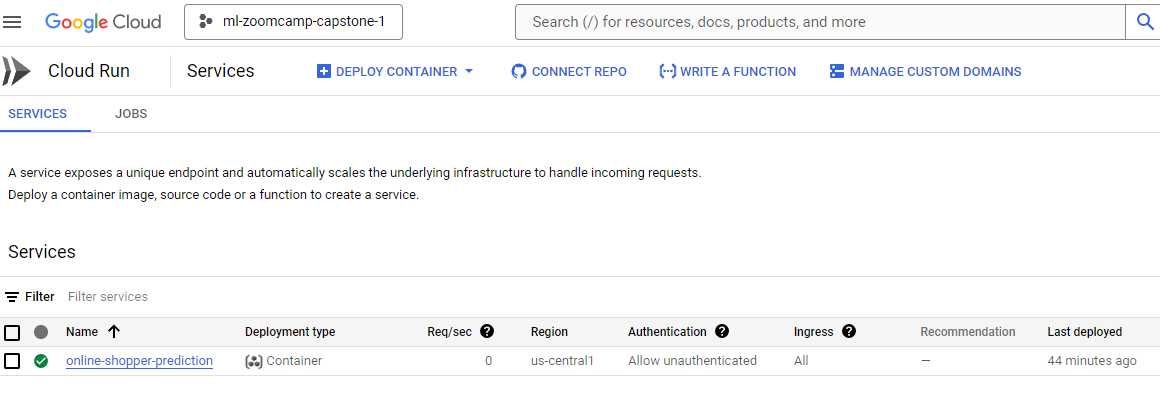 Google Cloud ml-zoomcamp-capstone-1 Search (/) for resources, docs, products, and more
Cloud Run Services DEPLOY CONTAINER CONNECT REPO WRITE A FUNCTION MANAGE CUSTOM DOMAINS
SERVICES JOBS
A service exposes a unique endpoint and automatically scales the underlying infrastructure to handle incoming requests.
Deploy a container image, source code or a function to create a service.
Services
Filter Filter services
Name Deployment type Req/sec Region Authentication Ingress Recommendation Last deployed
online-shopper-prediction Container 0 us-central1 Allow unauthenticated All — 44 minutes ago